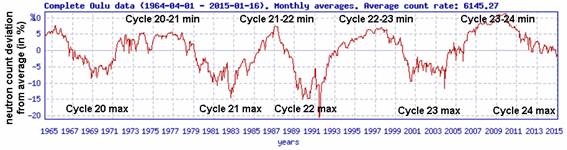 Complete Oulu data (1964-04-01 - 2015-01-16). Monthly averages. Average count rate: 6145.27
neutron count deviation
from average (in %)
10
5
0
-5
-10
-15
-20
Cycle 20-21 min
Cycle 21-22 min
Cycle 22-23 min
Cycle 23-24 min
Cycle 20 max
Cycle 21 max
Cycle 22 max
Cycle 23 max
Cycle 24 max
1965 1967 1969 1971 1973 1975 1977 1979 1981 1983 1985 1987 1989 1991 1993 1995 1997 1999 2001 2003 2005 2007 2009 2011 2013 2015
years